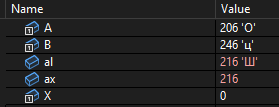 Name Value
A 206 'О'
B 246 'ц'
al 216 'Ш'
ax 216
X 0